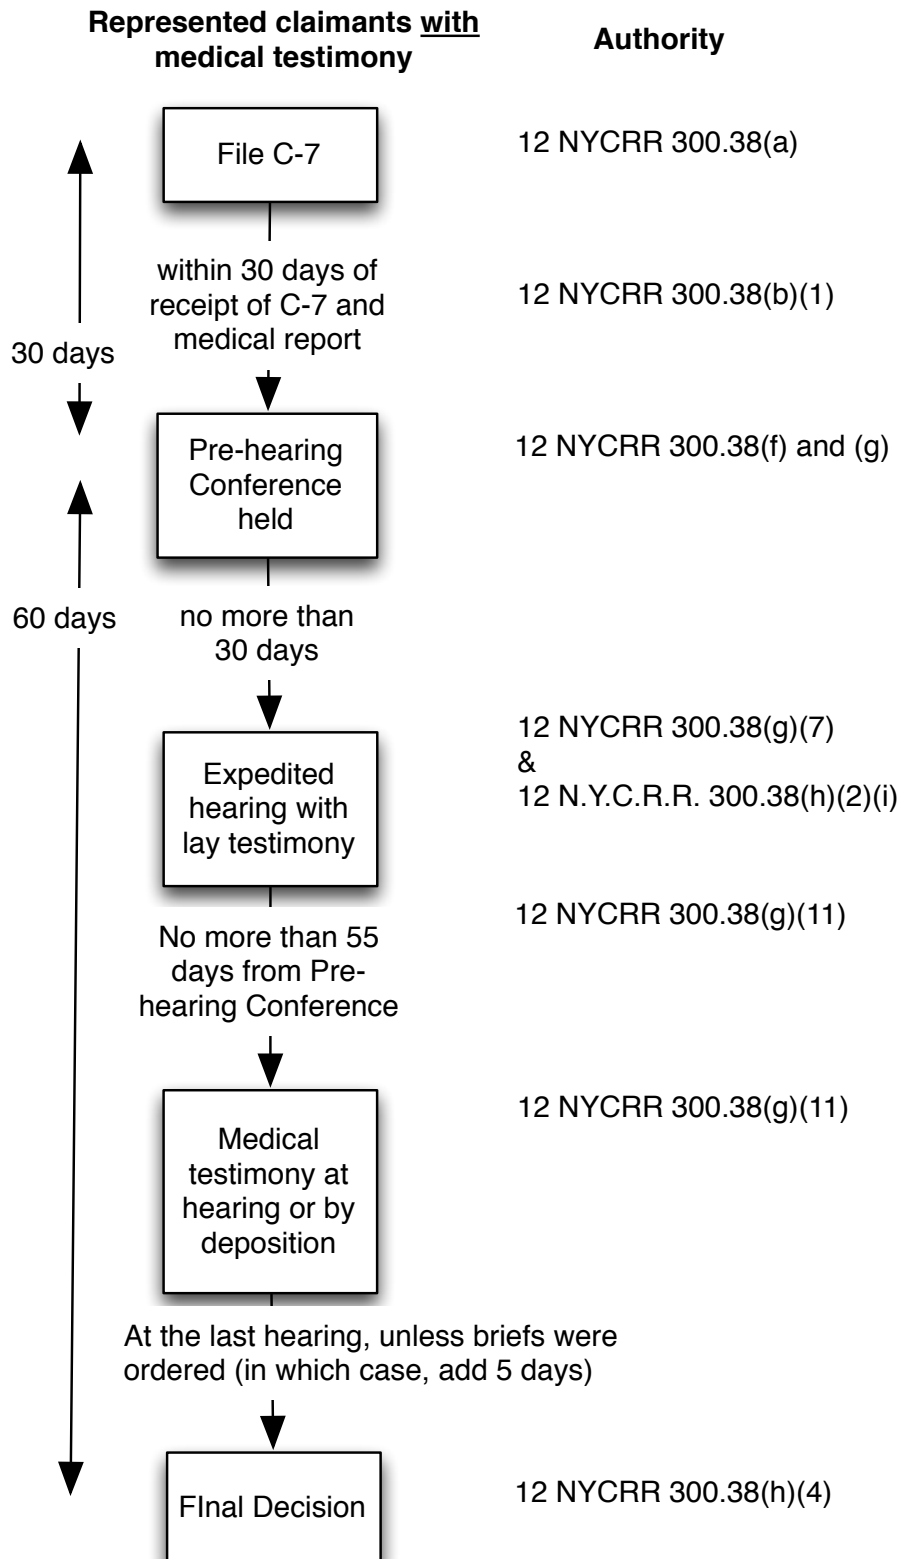 Represented claimants with
medical testimony
Authority
File C-7
12 NYCRR 300.38(a)
within 30 days of
receipt of C-7 and
medical report
12 NYCRR 300.38(b)(1)
30 days
Pre-hearing
Conference
held
12 NYCRR 300.38(f) and (g)
60 days
no more than
30 days
Expedited
hearing with
lay testimony
12 NYCRR 300.38(g)(7)
&
12 N.Y.C.R.R. 300.38(h)(2)(i)
No more than 55
days from Pre-
hearing Conference
12 NYCRR 300.38(g)(11)
Medical
testimony at
hearing or by
deposition
12 NYCRR 300.38(g)(11)
At the last hearing, unless briefs were
ordered (in which case, add 5 days)
FInal Decision
12 NYCRR 300.38(h)(4)